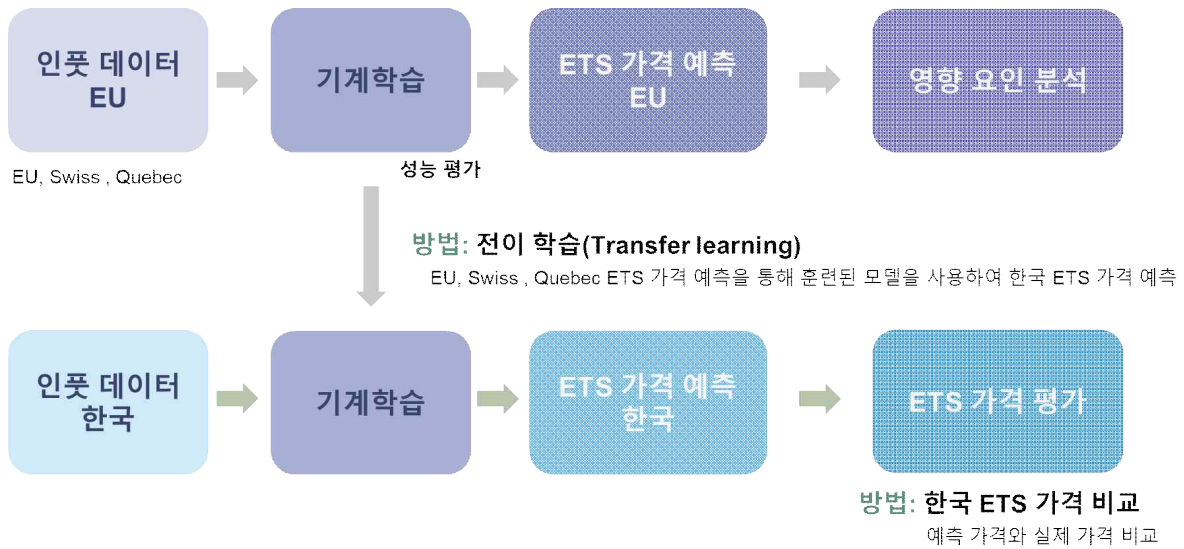 인풋 데이터
EU
기계학습
ETS 가격 예측
EU
영향 요인 분석
EU, Swiss , Quebec
성능 평가
방법: 전이 학습(Transfer learning)
EU, Swiss , Quebec ETS 가격 예측을 통해 훈련된 모델을 사용하여 한국 ETS 가격 예측
인풋 데이터
한국
기계학습
ETS 가격 예측
한국
ETS 가격 평가
방법: 한국 ETS 가격 비교
예측 가격와 실제 가격 비교